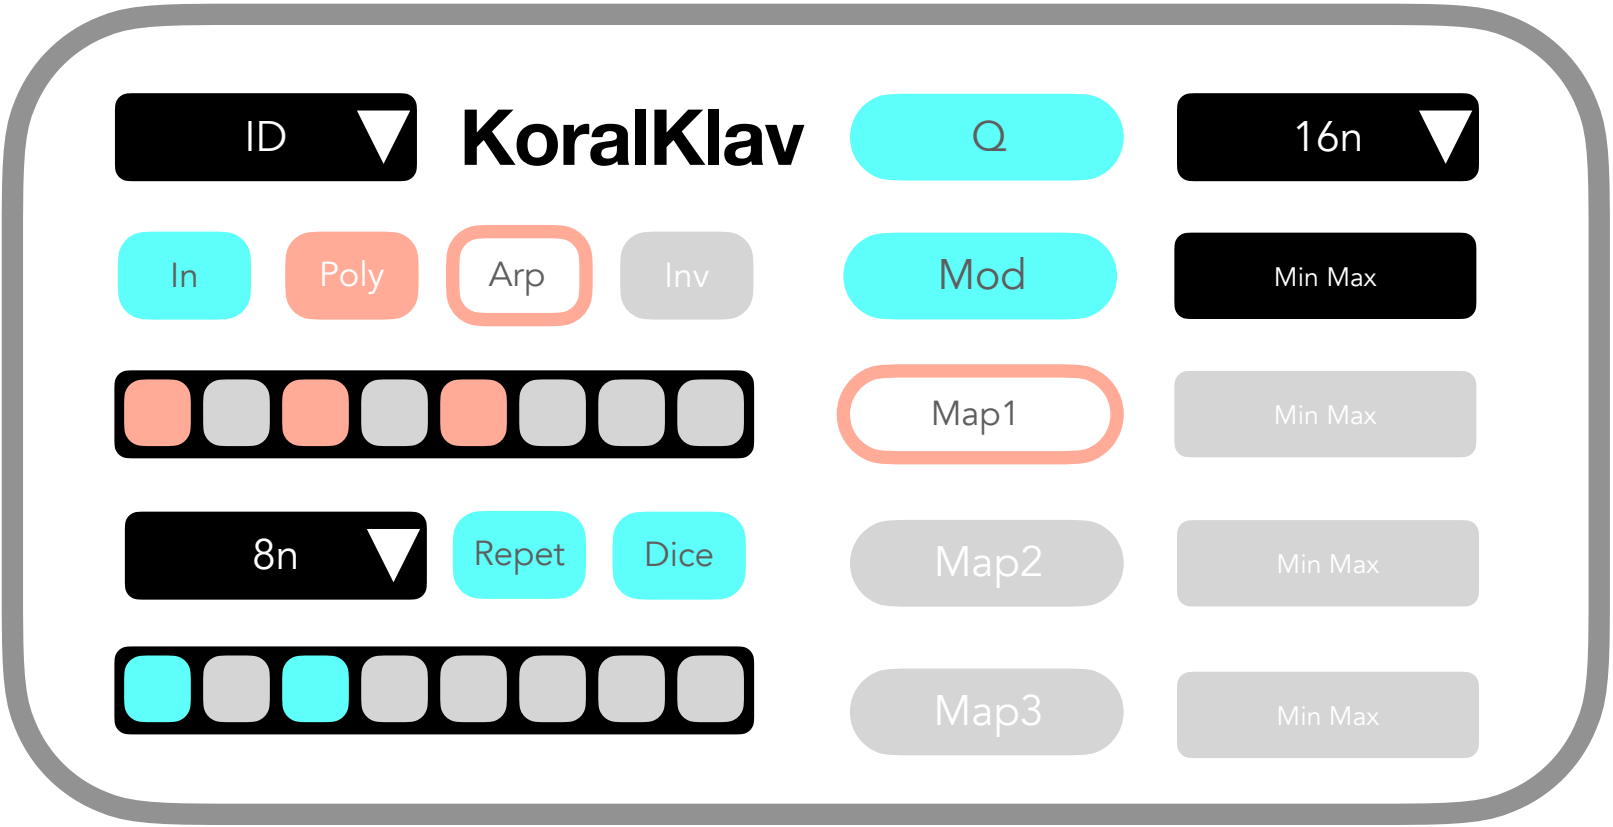 ID
KoralKlav
Q
16n
In
Poly
Arp
Inv
Mod
Min Max
Map1
Min Max
8n
Repet
Dice
Map2
Min Max
Map3
Min Max